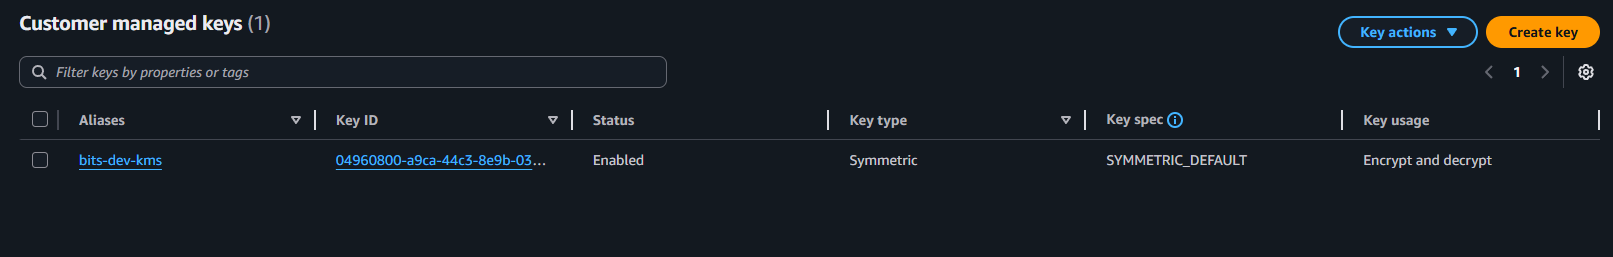 Customer managed keys (1)
Key actions
Create key
Filter keys by properties or tags
1
Aliases Key ID Status Key type Key spec Key usage
bits-dev-kms 04960800-a9ca-44c3-8e9b-03... Enabled Symmetric SYMMETRIC_DEFAULT Encrypt and decrypt